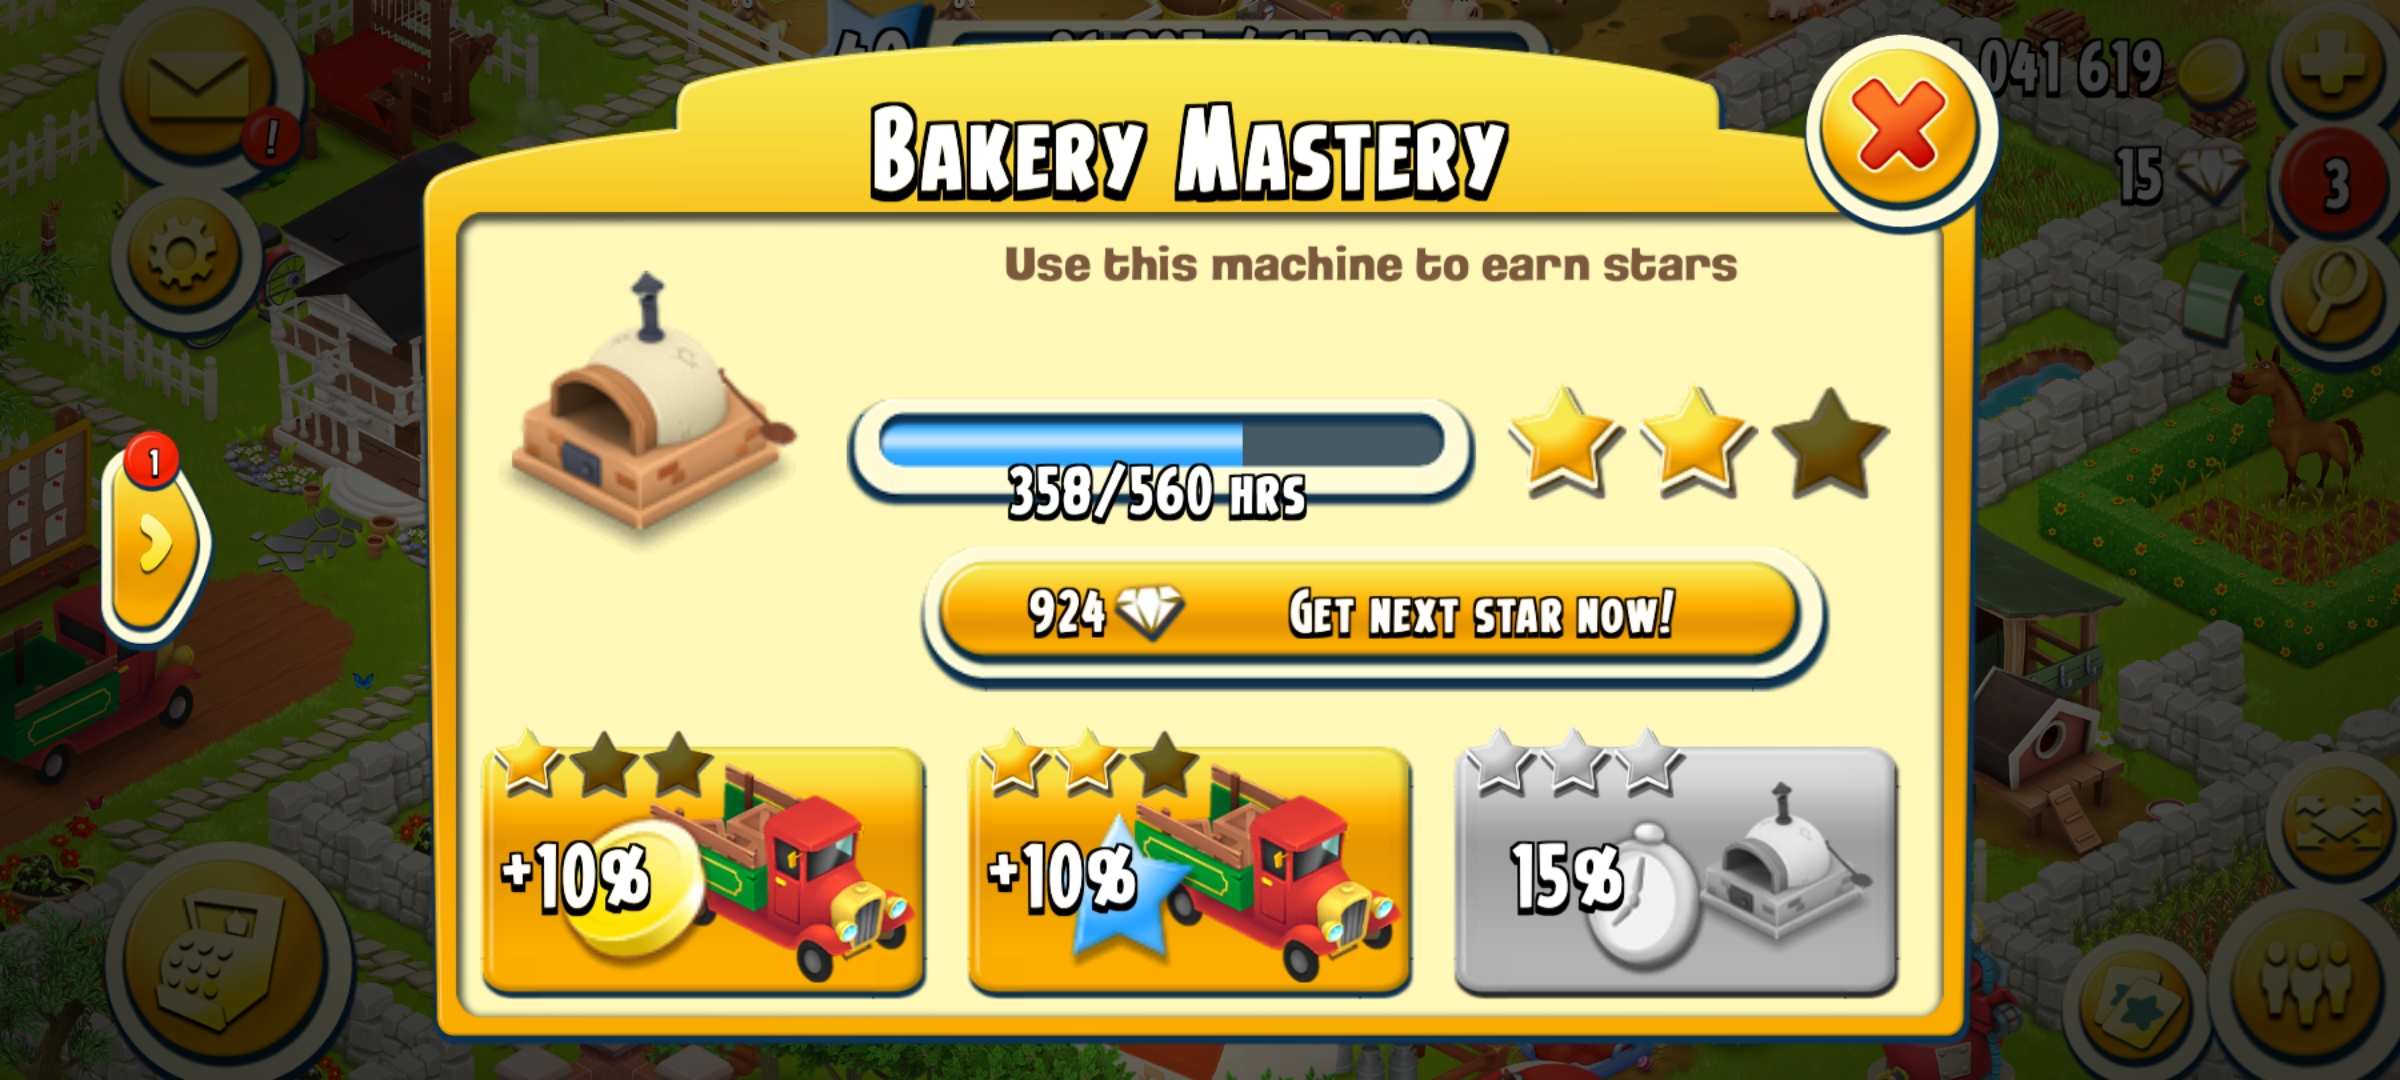 BAKERY MASTERY
!
041 619
15
3
Use this machine to earn stars
1
358/560 HRS
924 GET NEXT STAR NOW!
+10%
+10%
15%